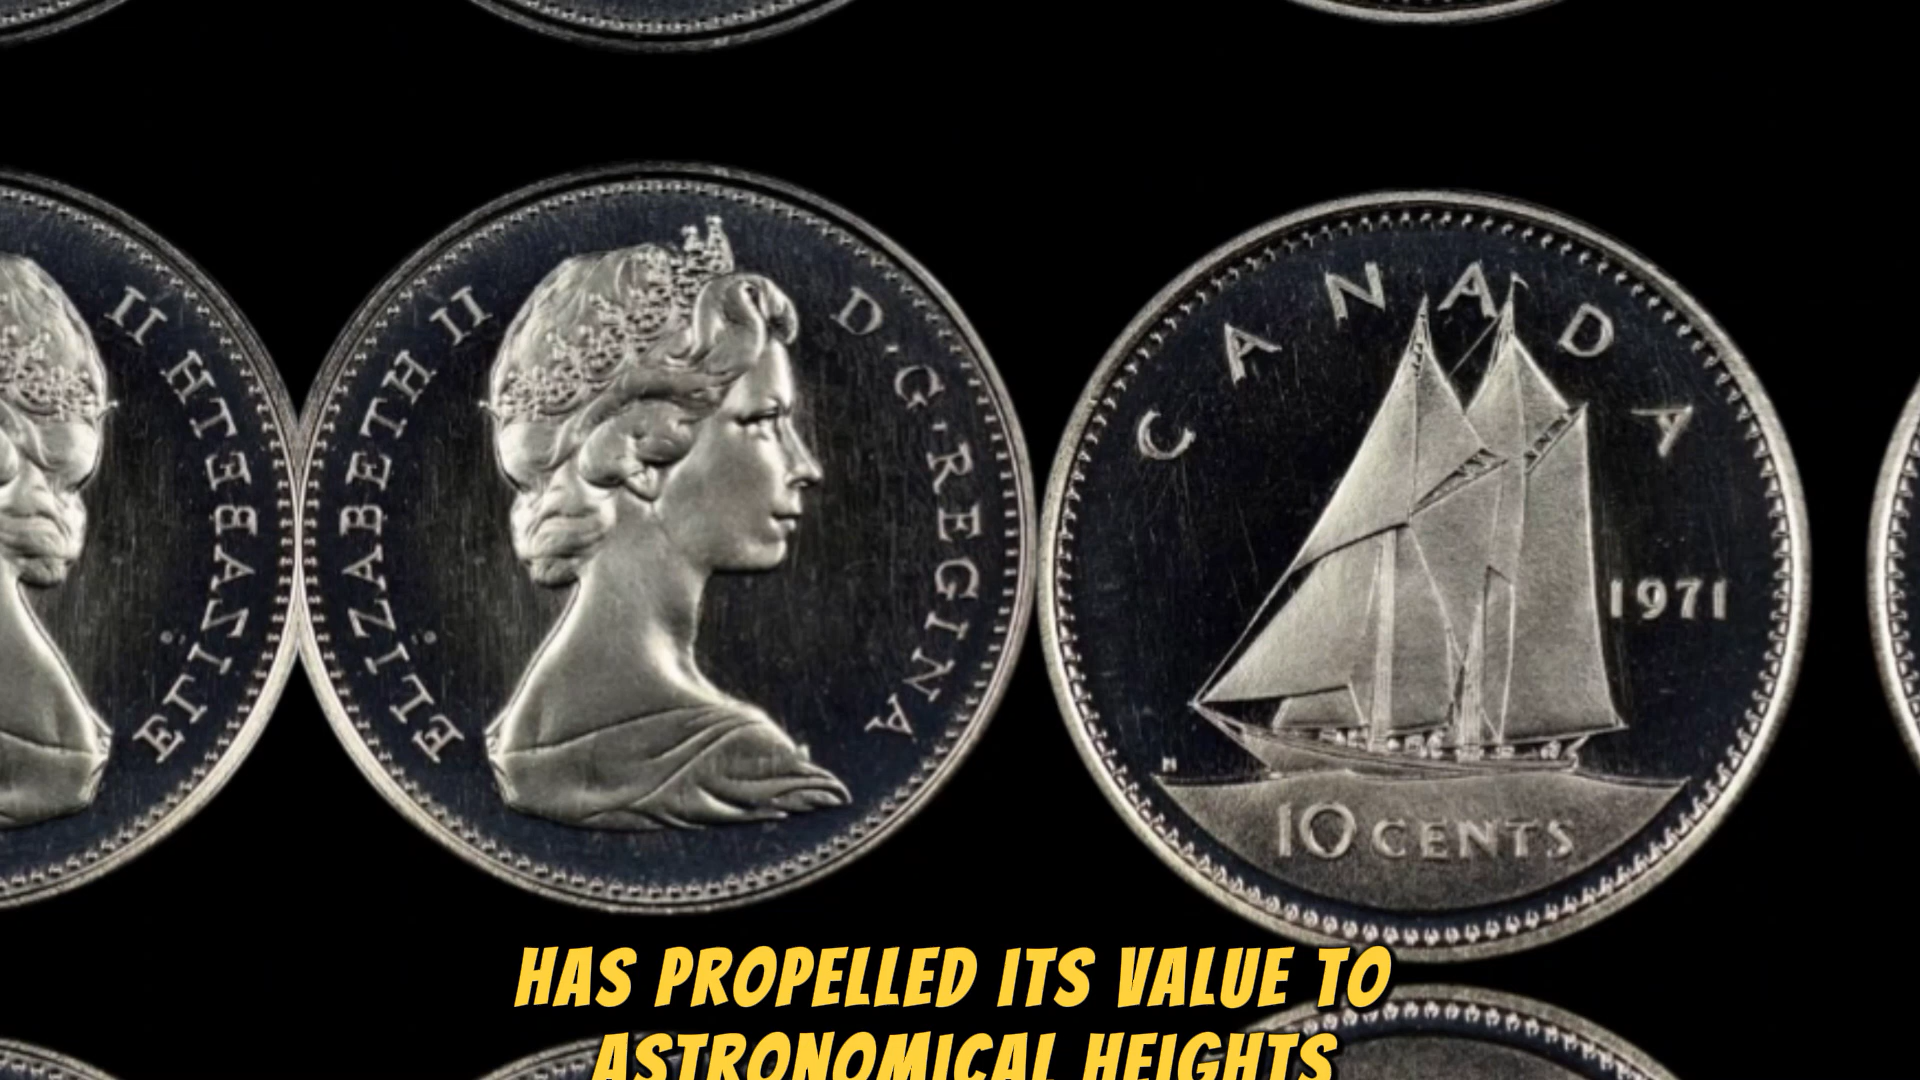 ELIZABETH II
ELIZABETH II D·G·REGINA
CANADA
1971
H
10 CENTS
HAS PROPELLED ITS VALUE TO
ASTRONOMICAL HEIGHTS